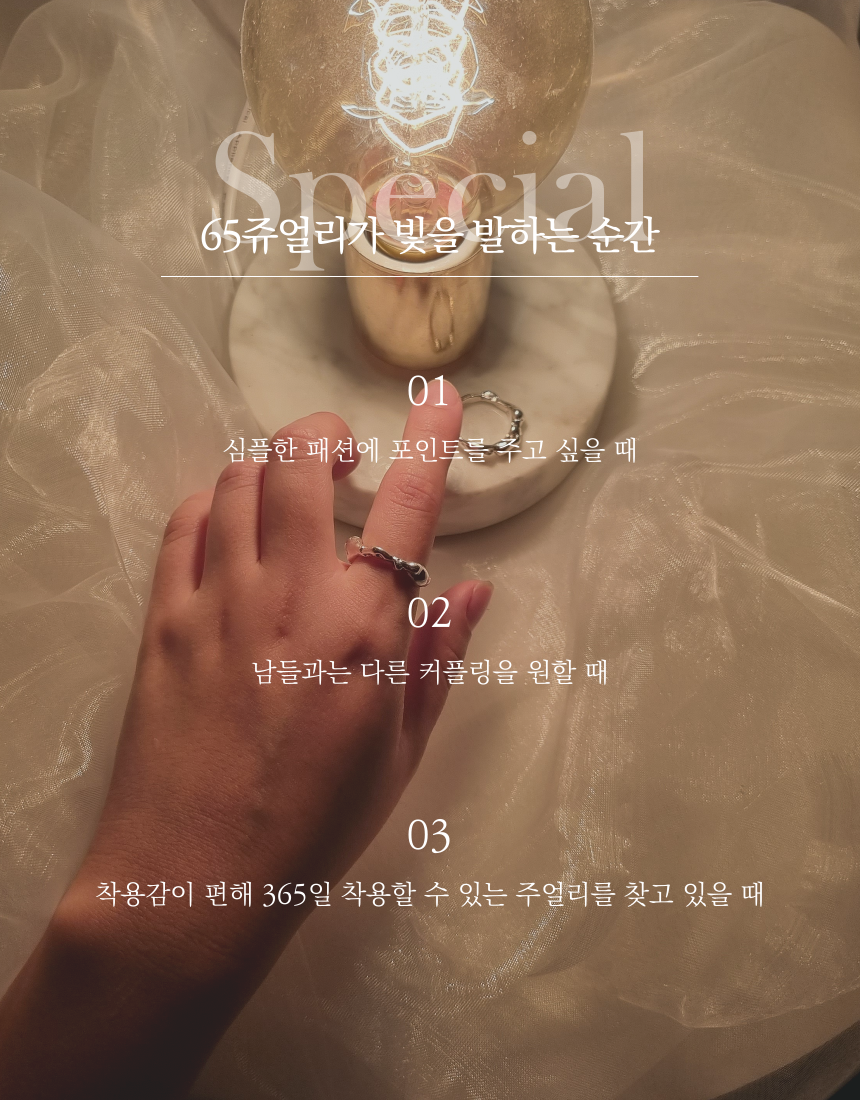 Special
65쥬얼리가 빛을 발하는 순간
01
심플한 패션에 포인트를 주고 싶을 때
02
남들과는 다른 커플링을 원할 때
03
착용감이 편해 365일 착용할 수 있는 주얼리를 찾고 있을 때